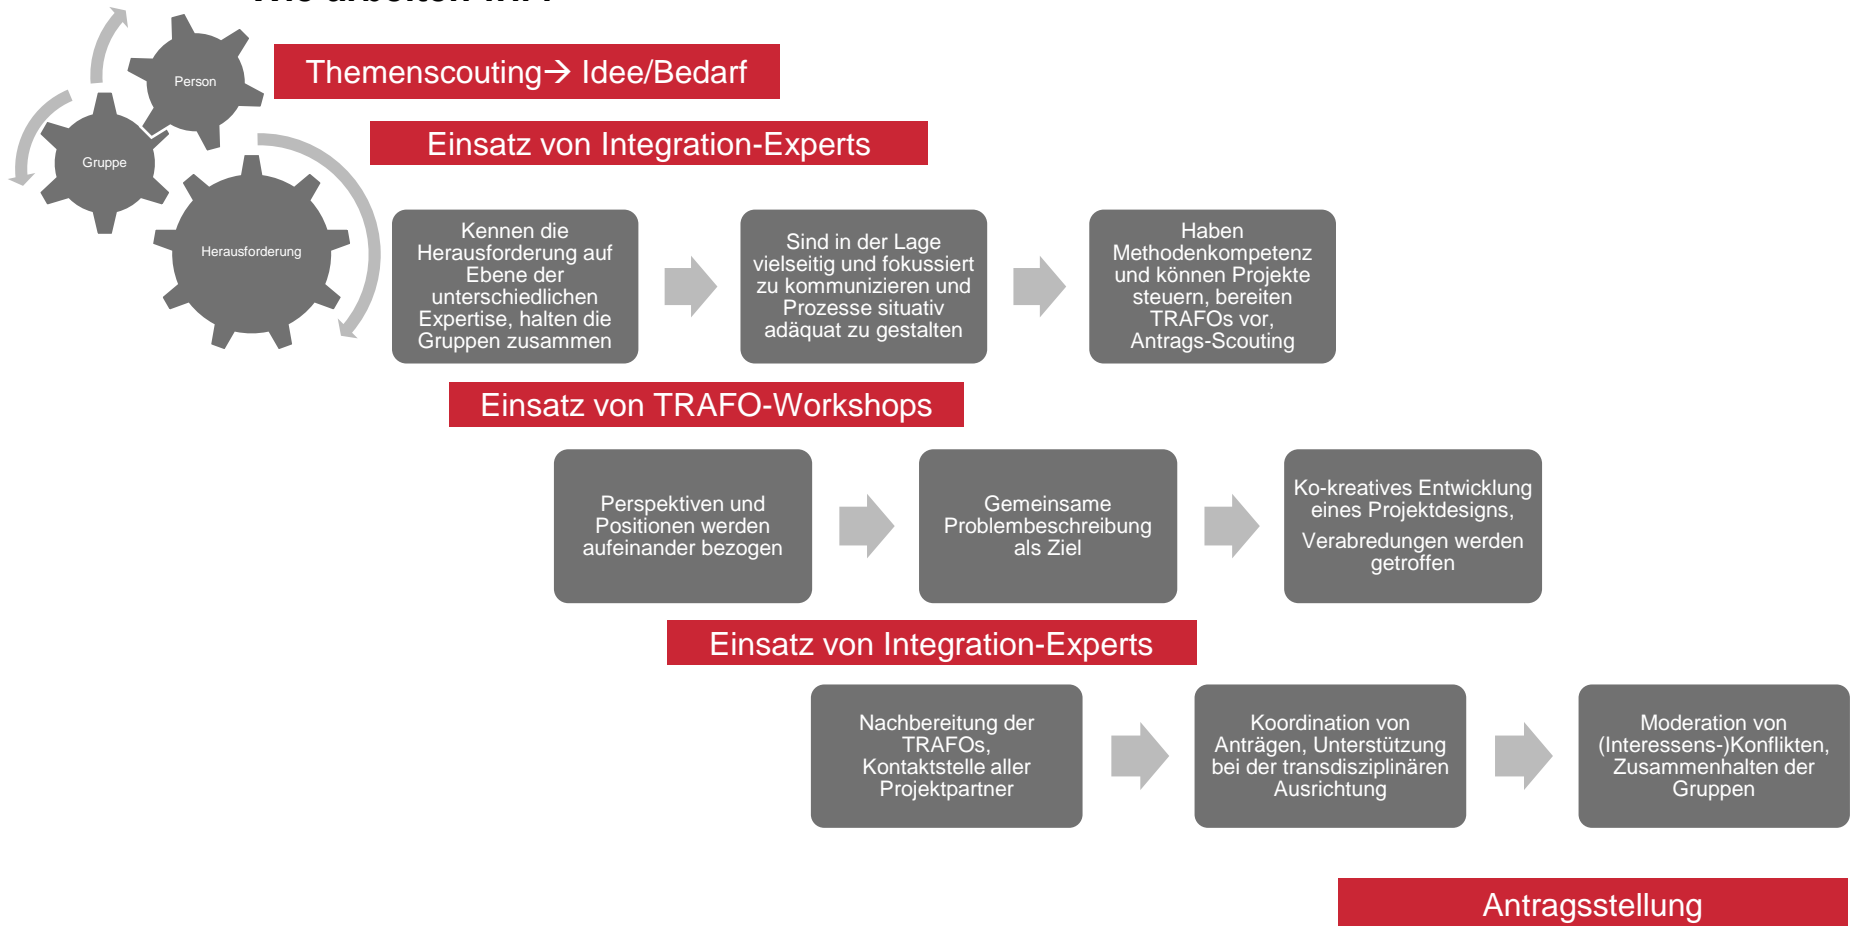 Person
Gruppe
Herausforderung
Themenscouting→ Idee/Bedarf
Einsatz von Integration-Experts
Kennen die
Herausforderung auf
Ebene der
unterschiedlichen
Expertise, halten die
Gruppen zusammen
Sind in der Lage
vielseitig und fokussiert
zu kommunizieren und
Prozesse situativ
adäquat zu gestalten
Haben
Methodenkompetenz
und können Projekte
steuern, bereiten
TRAFOs vor,
Antrags-Scouting
Einsatz von TRAFO-Workshops
Perspektiven und
Positionen werden
aufeinander bezogen
Gemeinsame
Problembeschreibung
als Ziel
Ko-kreatives Entwicklung
eines Projektdesigns,
Verabredungen werden
getroffen
Einsatz von Integration-Experts
Nachbereitung der
TRAFOs,
Kontaktstelle aller
Projektpartner
Koordination von
Anträgen, Unterstützung
bei der transdisziplinären
Ausrichtung
Moderation von
(Interessens-)Konflikten,
Zusammenhalten der
Gruppen
Antragsstellung